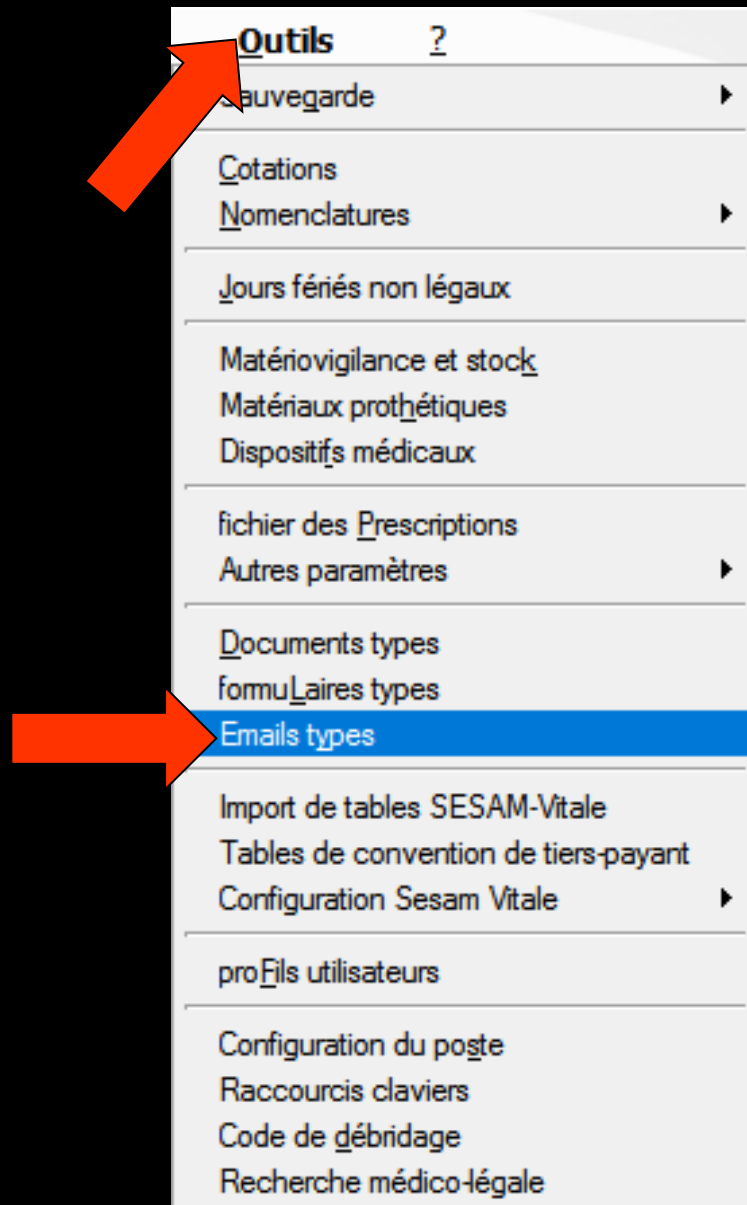 Outils ?
Sauvegarde
Cotations
Nomenclatures
Jours fériés non légaux
Matériovigilance et stock
Matériaux prothétiques
Dispositifs médicaux
fichier des Prescriptions
Autres paramètres
Documents types
formuLaires types
Emails types
Import de tables SESAM-Vitale
Tables de convention de tiers-payant
Configuration Sesam Vitale
proFils utilisateurs
Configuration du poste
Raccourcis claviers
Code de débridage
Recherche médico-légale